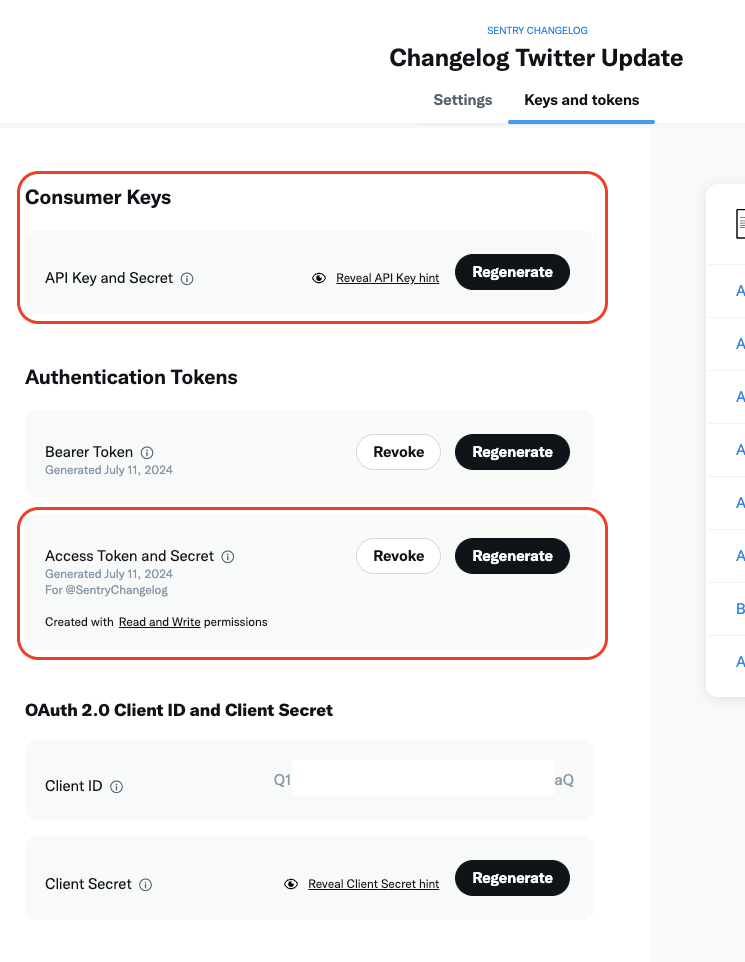 SENTRY CHANGELOG
Changelog Twitter Update
Settings Keys and tokens
Consumer Keys
API Key and Secret Reveal API Key hint Regenerate
Authentication Tokens
Bearer Token Revoke Regenerate
Generated July 11, 2024
Access Token and Secret Revoke Regenerate
Generated July 11, 2024
For @SentryChangelog
Created with Read and Write permissions
OAuth 2.0 Client ID and Client Secret
Client ID Q1 aQ
Client Secret Reveal Client Secret hint Regenerate
A
A
A
A
A
A
B
A